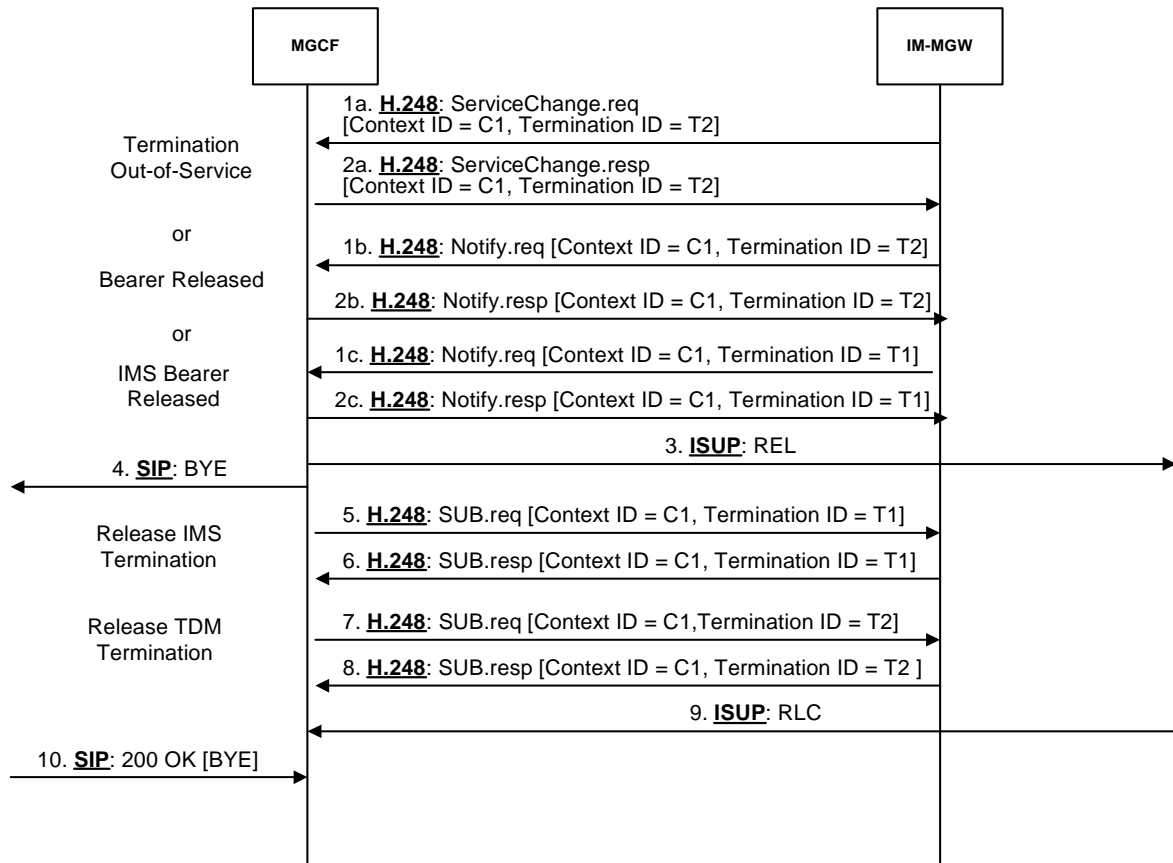 MGCF
IM-MGW
1a. H.248: ServiceChange.req
[Context ID = C1, Termination ID = T2]
Termination
Out-of-Service
2a. H.248: ServiceChange.resp
[Context ID = C1, Termination ID = T2]
or
1b. H.248: Notify.req [Context ID = C1, Termination ID = T2]
Bearer Released
2b. H.248: Notify.resp [Context ID = C1, Termination ID = T2]
or
1c. H.248: Notify.req [Context ID = C1, Termination ID = T1]
IMS Bearer
Released
2c. H.248: Notify.resp [Context ID = C1, Termination ID = T1]
3. ISUP: REL
4. SIP: BYE
5. H.248: SUB.req [Context ID = C1, Termination ID = T1]
Release IMS
Termination
6. H.248: SUB.resp [Context ID = C1, Termination ID = T1]
7. H.248: SUB.req [Context ID = C1,Termination ID = T2]
Release TDM
Termination
8. H.248: SUB.resp [Context ID = C1, Termination ID = T2 ]
9. ISUP: RLC
10. SIP: 200 OK [BYE]